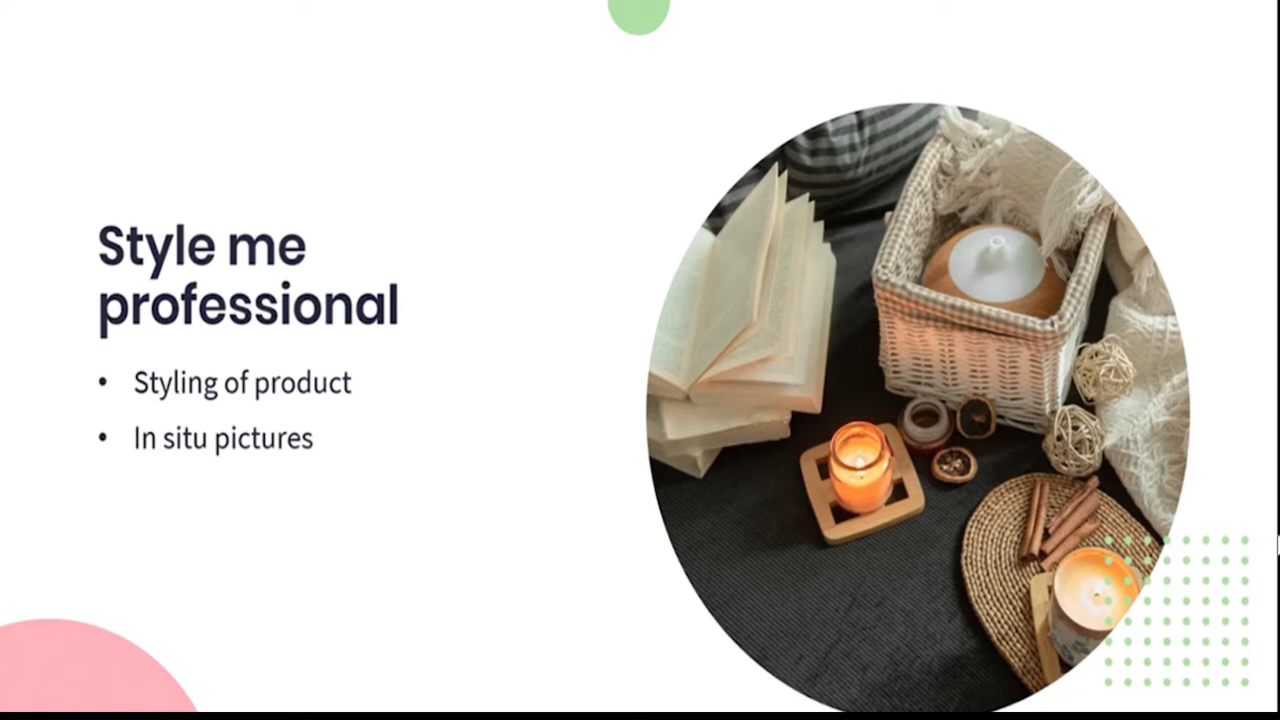 Style me
professional
• Styling of product
• In situ pictures